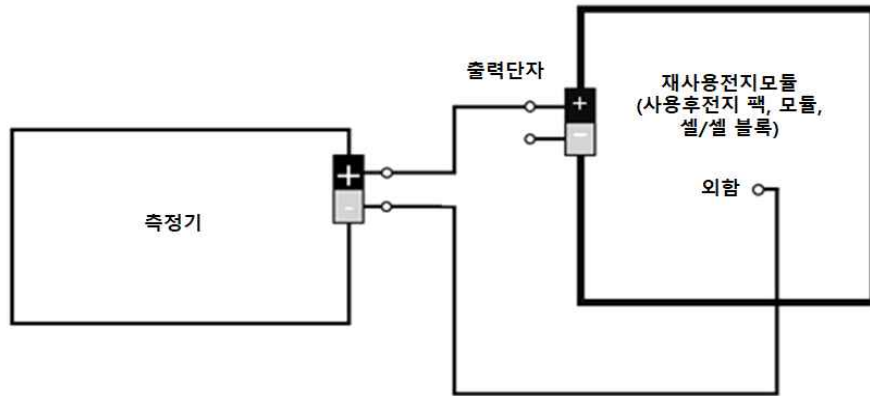 출력단자
재사용전지모듈
(사용후전지 팩, 모듈,
셀/셀 블록)
+
-
+
-
외함
측정기